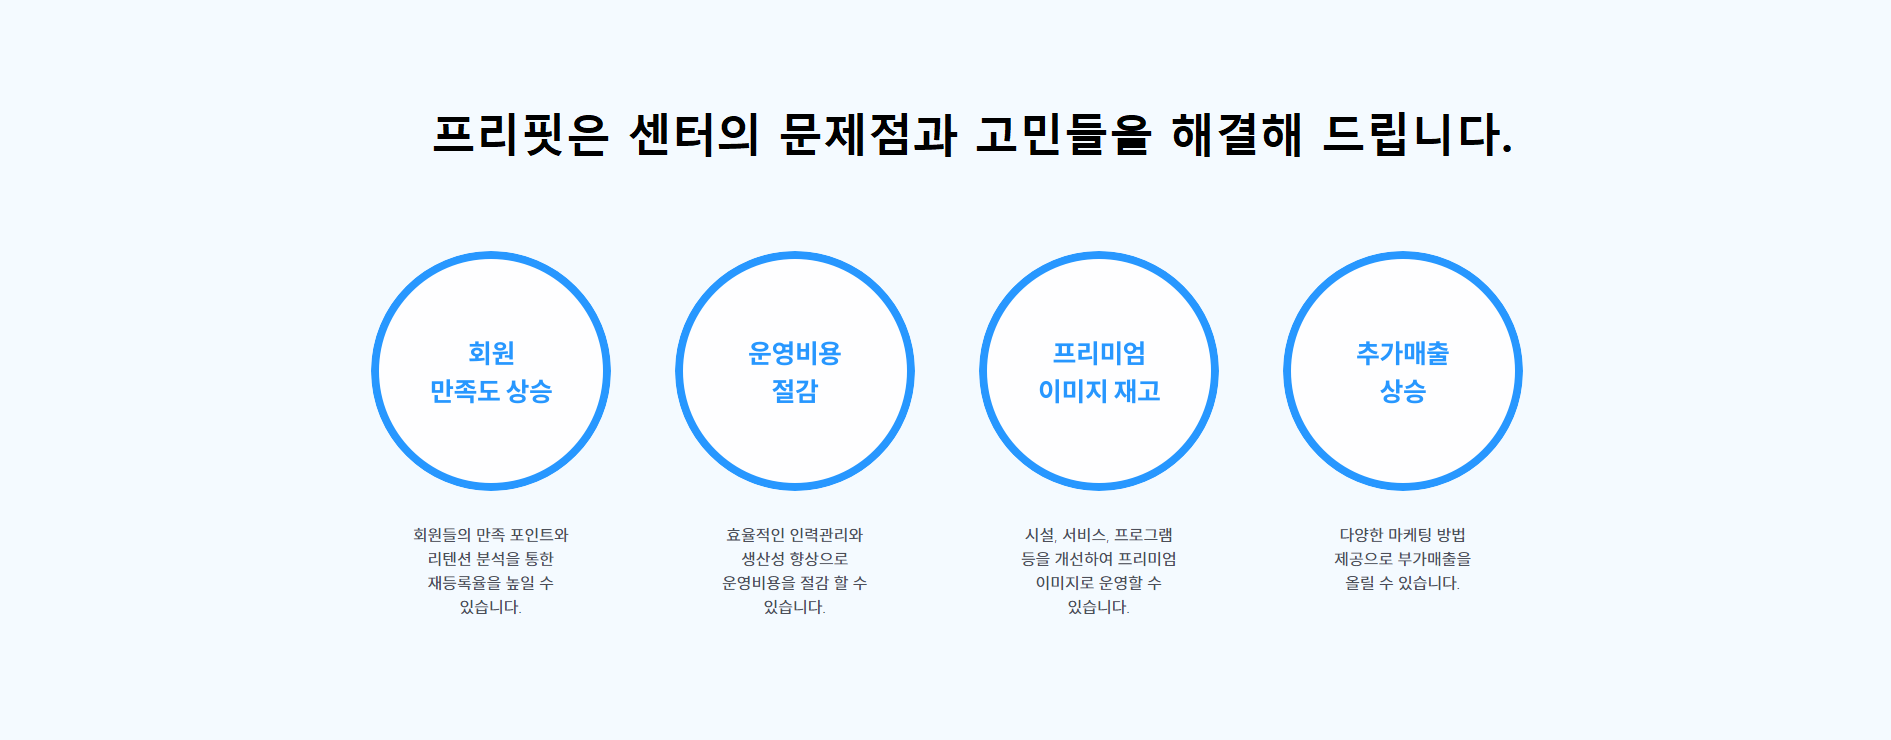 프리핏은 센터의 문제점과 고민들을 해결해 드립니다.
회원
만족도 상승
운영비용
절감
프리미엄
이미지 재고
추가매출
상승
회원들의 만족 포인트와
리텐션 분석을 통한
재등록율을 높일 수
있습니다.
효율적인 인력관리와
생산성 향상으로
운영비용을 절감 할 수
있습니다.
시설, 서비스, 프로그램
등을 개선하여 프리미엄
이미지로 운영할 수
있습니다.
다양한 마케팅 방법
제공으로 부가매출을
올릴 수 있습니다.